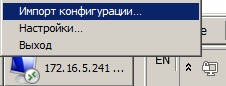 Импорт конфигурации...
Настройки...
Выход
172.16.5.241 ...
EN